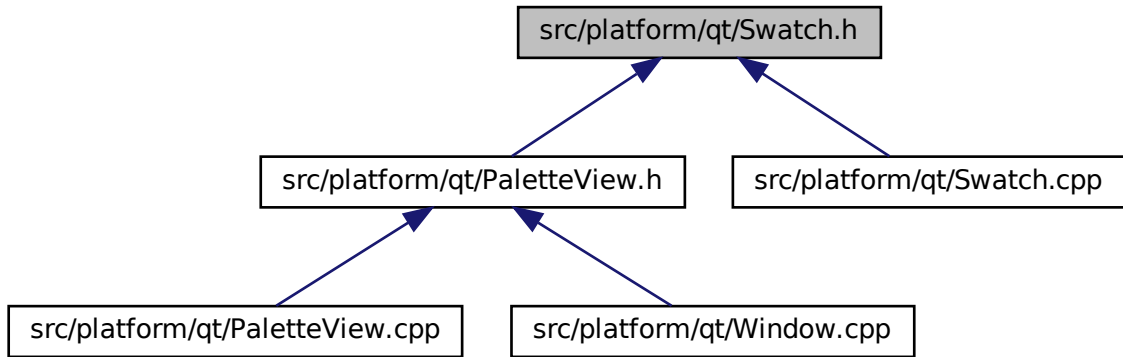 src/platform/qt/Swatch.h
src/platform/qt/PaletteView.h
src/platform/qt/Swatch.cpp
src/platform/qt/PaletteView.cpp
src/platform/qt/Window.cpp